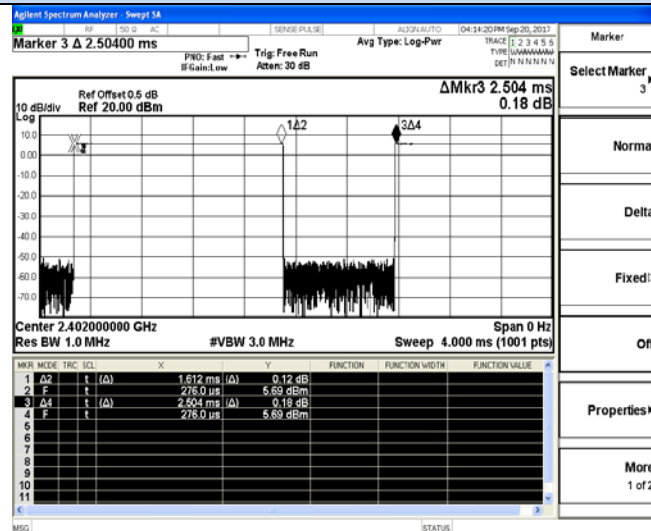 Agilent Spectrum Analyzer - Swept SA
RF 50 Ω AC SENSE:PULSE ALIGN AUTO 04:14:20 PM Sep 20, 2017
Marker 3 Δ 2.50400 ms
PNO: Fast
IFGain:Low
Trig: Free Run
Atten: 30 dB
Avg Type: Log-Pwr
TRACE 1 2 3 4 5 6
TYPE
DET N N N N N N
Ref Offset 0.5 dB
10 dB/div Ref 20.00 dBm
ΔMkr3 2.504 ms
0.18 dB
Log
10.0
0.00
-10.0
-20.0
-30.0
-40.0
-50.0
-60.0
-70.0
1Δ2
3Δ4
Center 2.402000000 GHz Span 0 Hz
Res BW 1.0 MHz #VBW 3.0 MHz Sweep 4.000 ms (1001 pts)
MKR MODE TRC SCL X Y FUNCTION FUNCTION WIDTH FUNCTION VALUE
1 Δ2 t (Δ) 1.612 ms (Δ) 0.12 dB
2 F t 276.0 µs 5.69 dBm
3 Δ4 t (Δ) 2.504 ms (Δ) 0.18 dB
4 F t 276.0 µs 5.69 dBm
5
6
7
8
9
10
11
MSG STATUS
Marker
Select Marker
3
Norma
Delta
Fixed
Off
Properties
More
1 of 2